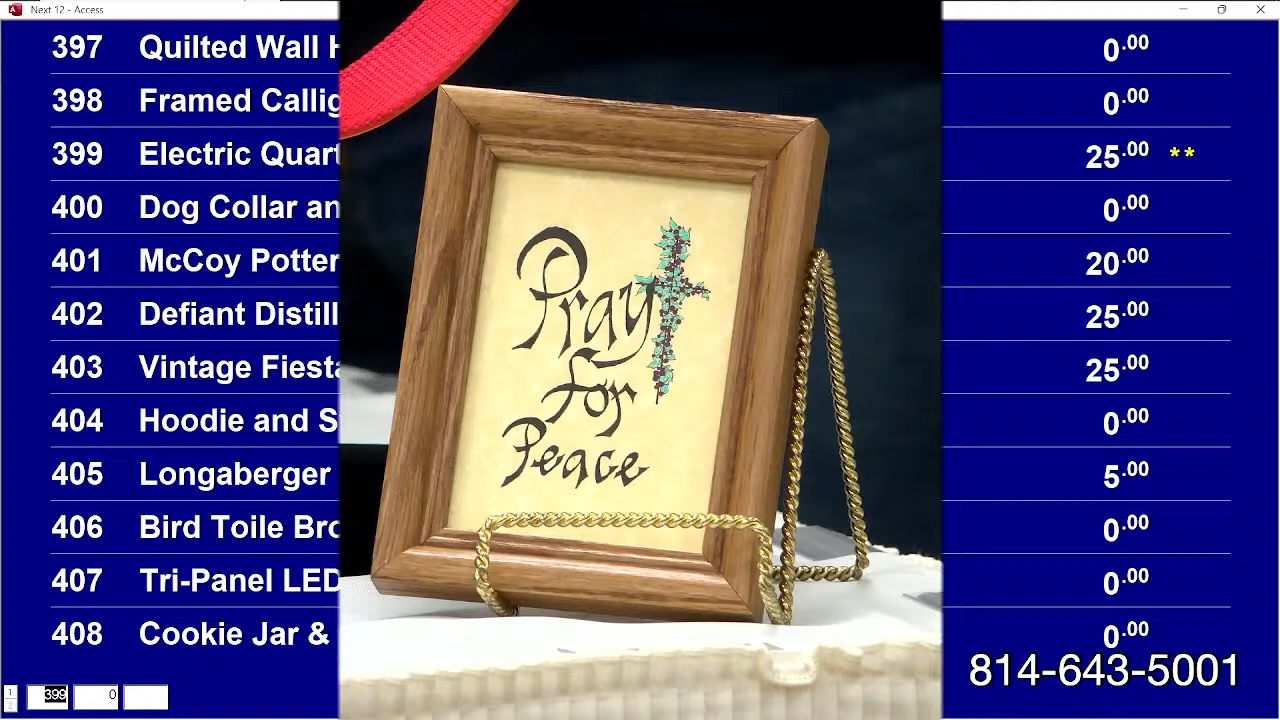 Next 12 - Access
397 Quilted Wall H 0.00
398 Framed Callig 0.00
399 Electric Quart 25.00 **
400 Dog Collar an 0.00
401 McCoy Potter 20.00
402 Defiant Distill 25.00
403 Vintage Fiesta 25.00
404 Hoodie and S 0.00
405 Longaberger 5.00
406 Bird Toile Bro 0.00
407 Tri-Panel LED 0.00
408 Cookie Jar & 0.00
Pray
for
Peace
814-643-5001
1
2
399 0